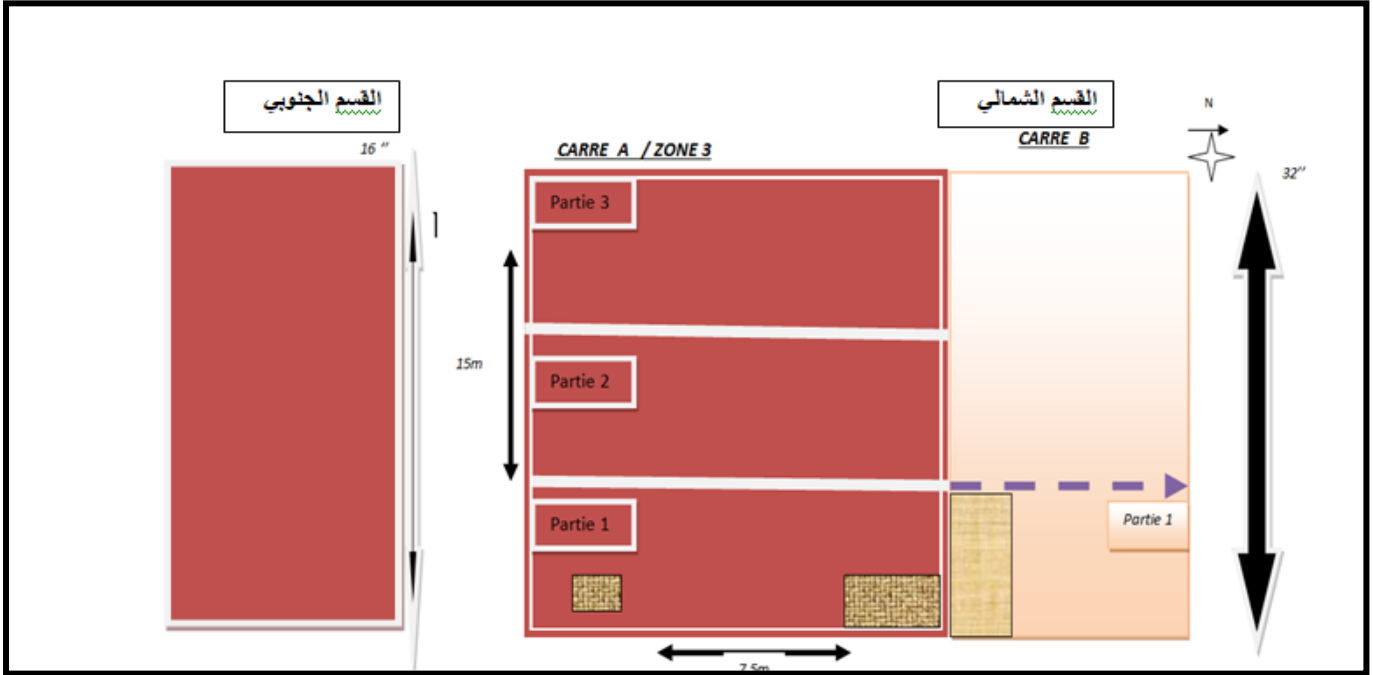 القسم الجنوبي
القسم الشمالي
N
CARRE B
16 ’’
CARRE A / ZONE 3
32’’
Partie 3
15m
Partie 2
Partie 1
Partie 1
7.5m